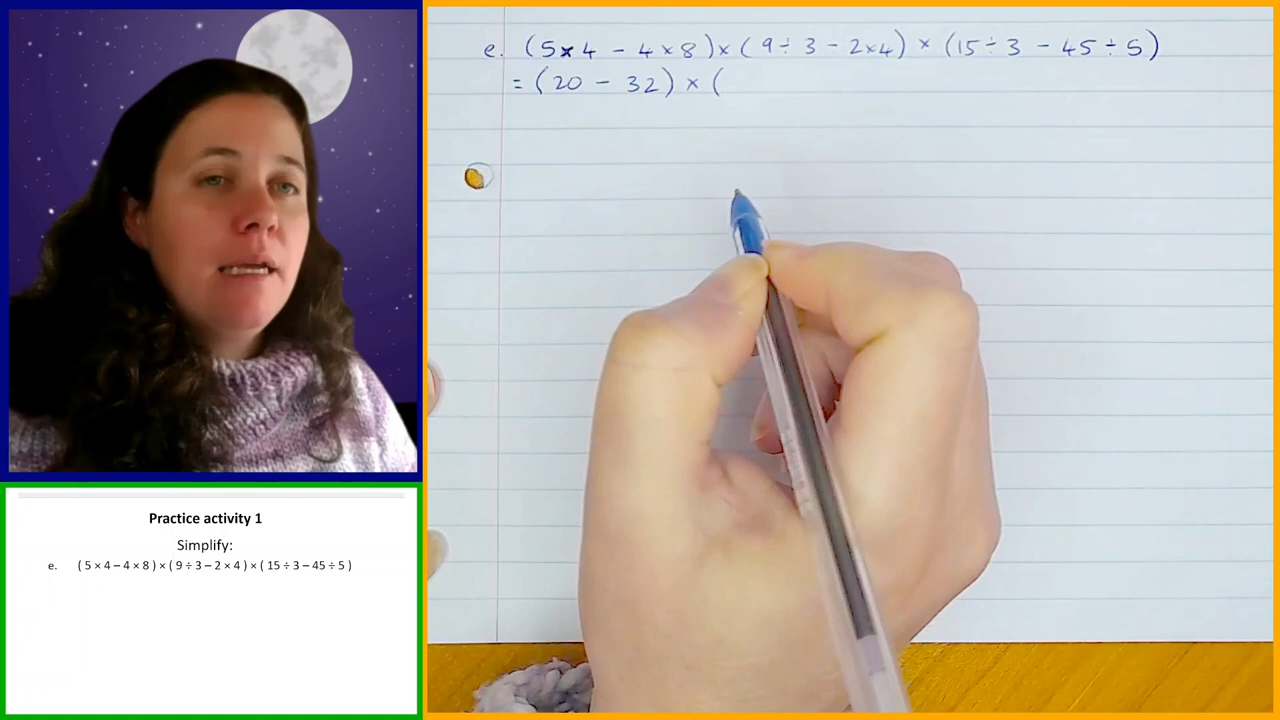 e. (5×4 - 4×8)×(9÷3 - 2×4) × (15÷3 - 45÷5)
= (20 - 32) × (
Practice activity 1
Simplify:
e. ( 5 × 4 – 4 × 8 ) × ( 9 ÷ 3 – 2 × 4 ) × ( 15 ÷ 3 – 45 ÷ 5 )